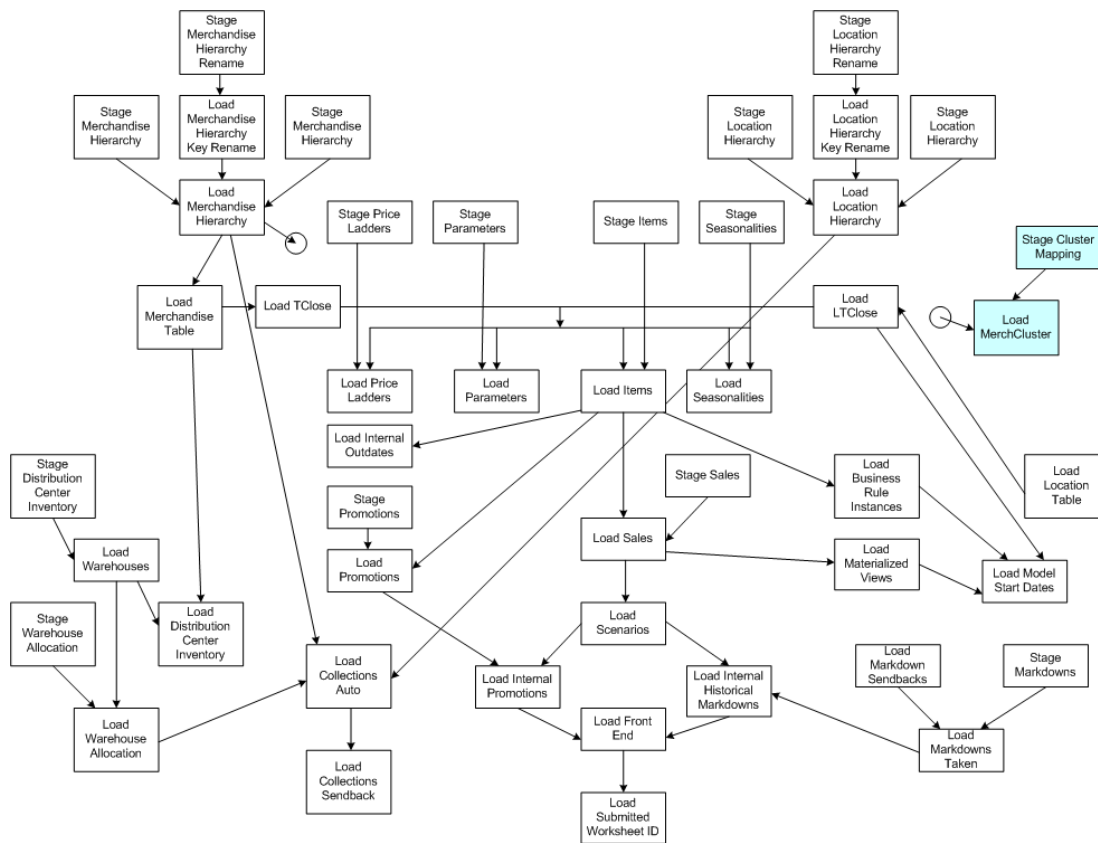 Stage
Merchandise
Hierarchy
Rename
Stage
Location
Hierarchy
Rename
Stage
Merchandise
Hierarchy
Load
Merchandise
Hierarchy
Key Rename
Stage
Merchandise
Hierarchy
Stage
Location
Hierarchy
Load
Location
Hierarchy
Key Rename
Stage
Location
Hierarchy
Load
Merchandise
Hierarchy
Load
Location
Hierarchy
Stage Price
Ladders
Stage
Parameters
Stage Items
Stage
Seasonalities
Stage Cluster
Mapping
Load
Merchandise
Table
Load TClose
Load
LTClose
Load
MerchCluster
Load Price
Ladders
Load
Parameters
Load Items
Load
Seasonalities
Load Internal
Outdates
Stage
Distribution
Center
Inventory
Stage
Promotions
Stage Sales
Load
Business
Rule
Instances
Load
Location
Table
Load
Warehouses
Load
Promotions
Load Sales
Load
Materialized
Views
Load Model
Start Dates
Stage
Warehouse
Allocation
Load
Distribution
Center
Inventory
Load
Scenarios
Load
Collections
Auto
Load Internal
Promotions
Load Internal
Historical
Markdowns
Load
Markdown
Sendbacks
Stage
Markdowns
Load
Warehouse
Allocation
Load Front
End
Load
Markdowns
Taken
Load
Collections
Sendback
Load
Submitted
Worksheet ID